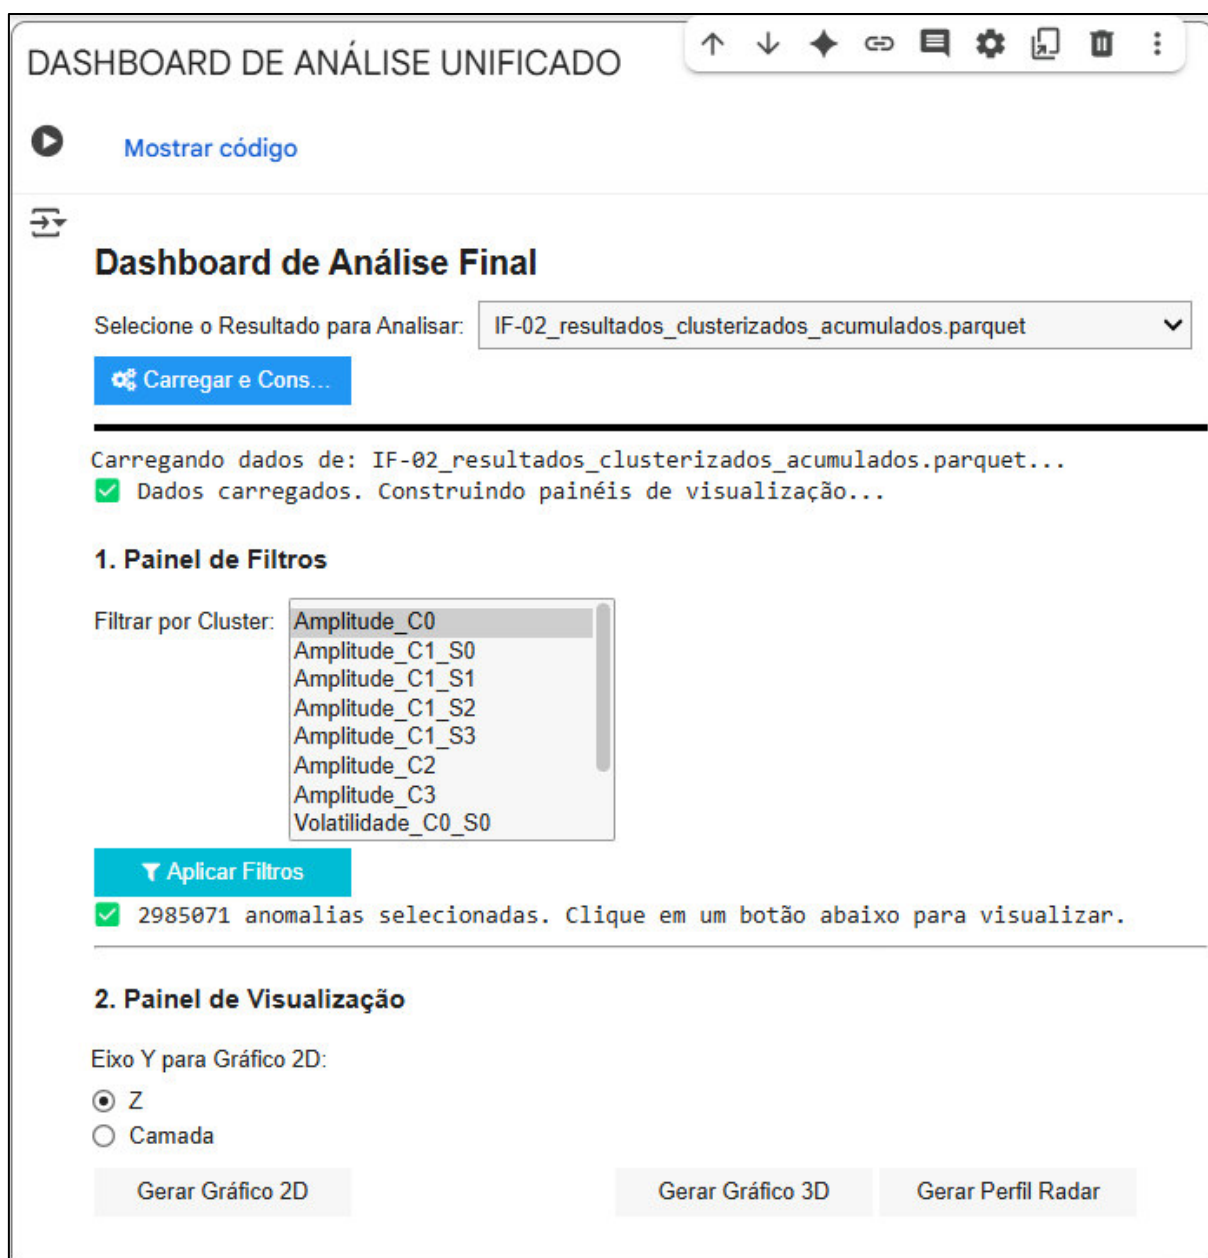 DASHBOARD DE ANÁLISE UNIFICADO
Mostrar código
Dashboard de Análise Final
Selecione o Resultado para Analisar: IF-02_resultados_clusterizados_acumulados.parquet
Carregar e Cons...
Carregando dados de: IF-02_resultados_clusterizados_acumulados.parquet...
✅ Dados carregados. Construindo painéis de visualização...
1. Painel de Filtros
Filtrar por Cluster: Amplitude_C0
Amplitude_C1_S0
Amplitude_C1_S1
Amplitude_C1_S2
Amplitude_C1_S3
Amplitude_C2
Amplitude_C3
Volatilidade_C0_S0
Aplicar Filtros
✅ 2985071 anomalias selecionadas. Clique em um botão abaixo para visualizar.
2. Painel de Visualização
Eixo Y para Gráfico 2D:
Z
Camada
Gerar Gráfico 2D Gerar Gráfico 3D Gerar Perfil Radar